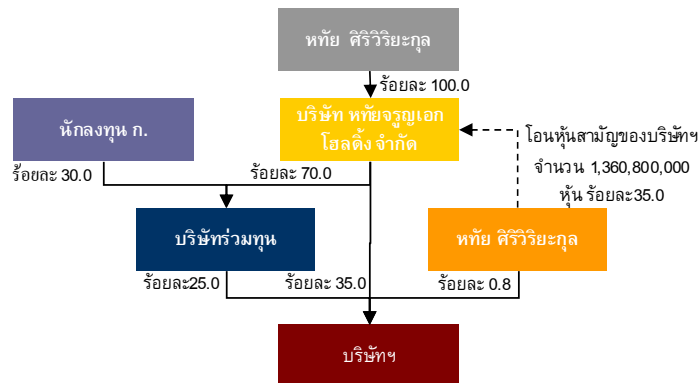 หทัย ศิริวิริยะกุล
ร้อยละ 100.0
นักลงทุน ก.
บริษัท หทัยจรูญเอก
โฮลดิ้ง จำกัด
โอนหุ้นสามัญของบริษัทฯ
จำนวน 1,360,800,000
หุ้น ร้อยละ35.0
ร้อยละ 30.0
ร้อยละ 70.0
บริษัทร่วมทุน
หทัย ศิริวิริยะกุล
ร้อยละ25.0
ร้อยละ 35.0
ร้อยละ 0.8
บริษัทฯ